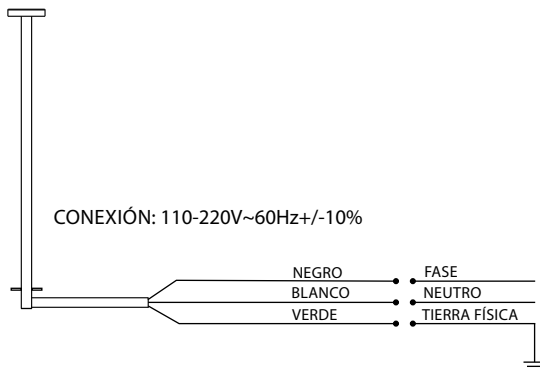 CONEXIÓN: 110-220V~60Hz+/-10%
NEGRO FASE
BLANCO NEUTRO
VERDE TIERRA FÍSICA